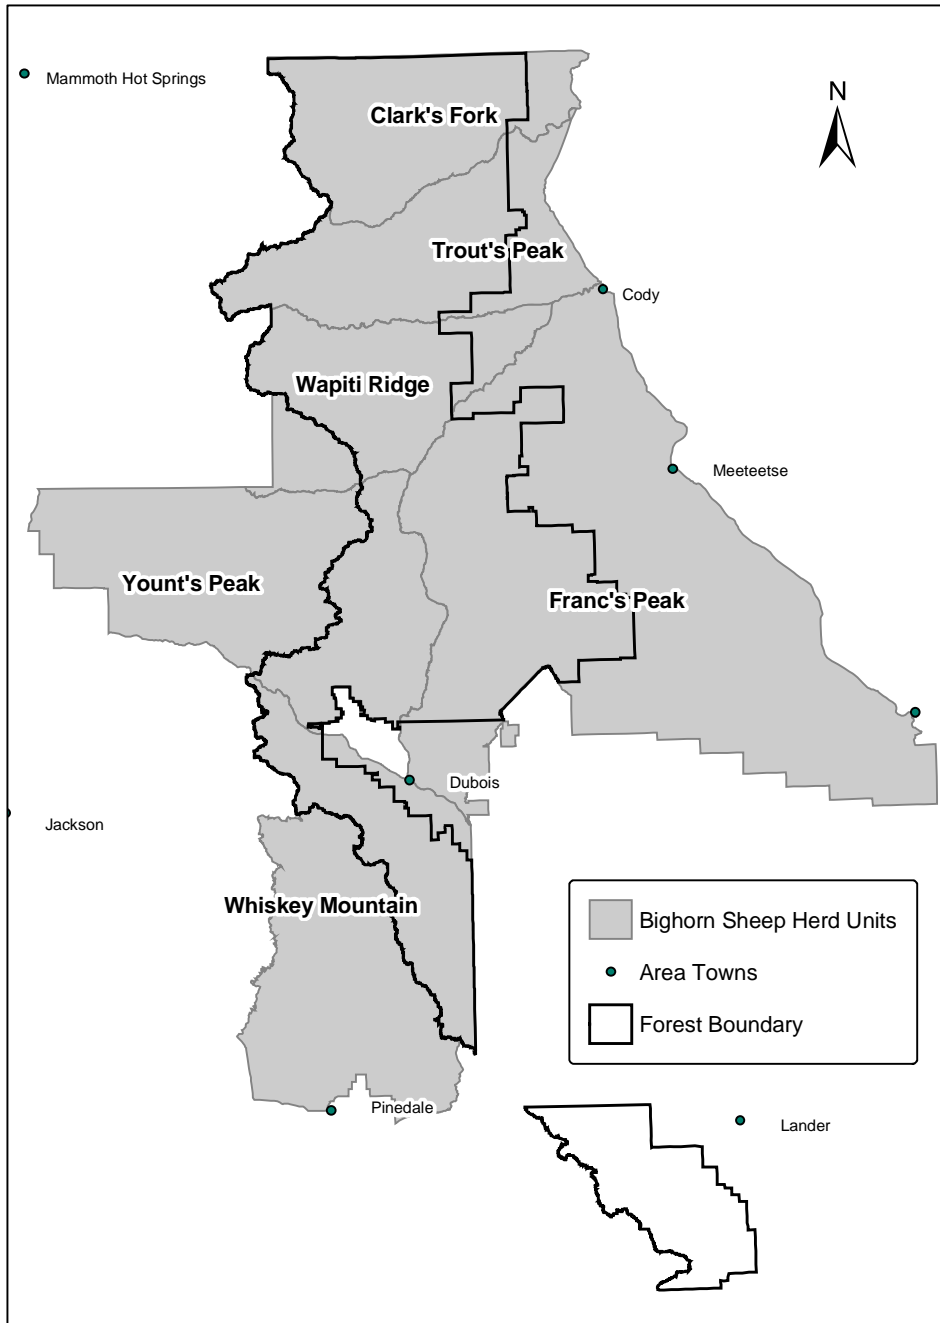 Mammoth Hot Springs
N
Clark's Fork
Trout's Peak
Cody
Wapiti Ridge
Meeteetse
Yount's Peak
Franc's Peak
Dubois
Jackson
Whiskey Mountain
Bighorn Sheep Herd Units
Area Towns
Forest Boundary
Pinedale
Lander